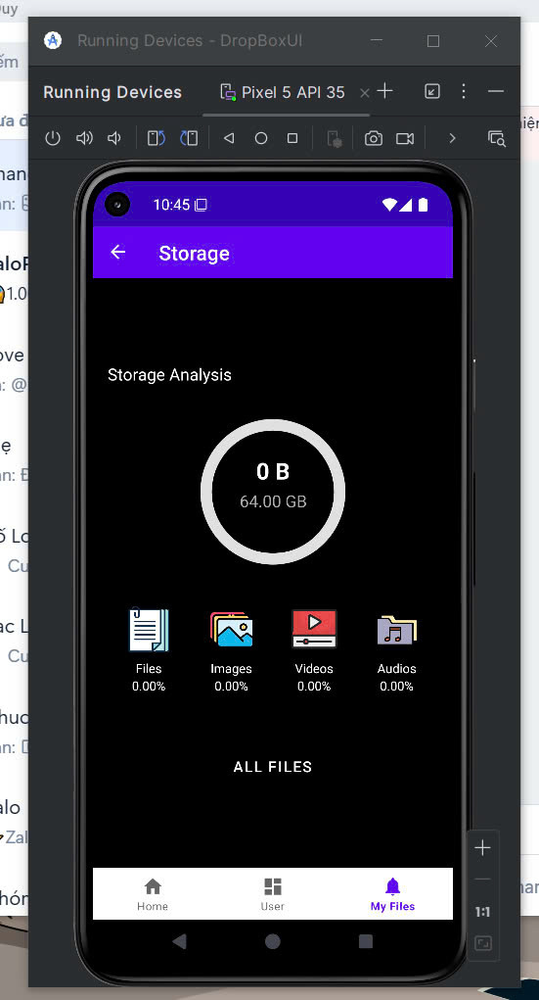 Running Devices - DropBoxUI
Running Devices
Pixel 5 API 35
10:45
Storage
Storage Analysis
0 B
64.00 GB
Files
Images
Videos
Audios
0.00%
0.00%
0.00%
0.00%
ALL FILES
Home
User
My Files
1:1